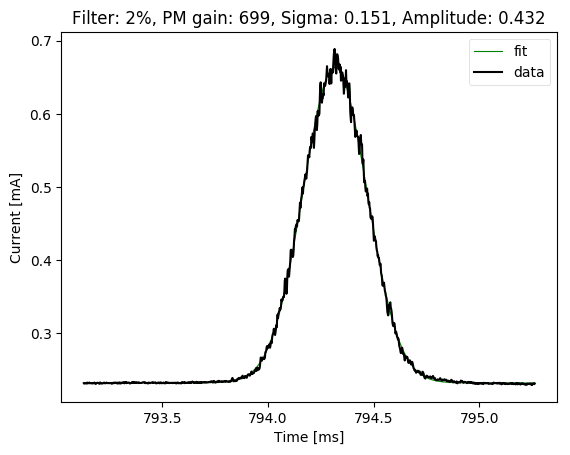 Filter: 2%, PM gain: 699, Sigma: 0.151, Amplitude: 0.432
fit
data
0.7
0.6
0.5
0.4
0.3
Current [mA]
793.5
794.0
794.5
795.0
Time [ms]